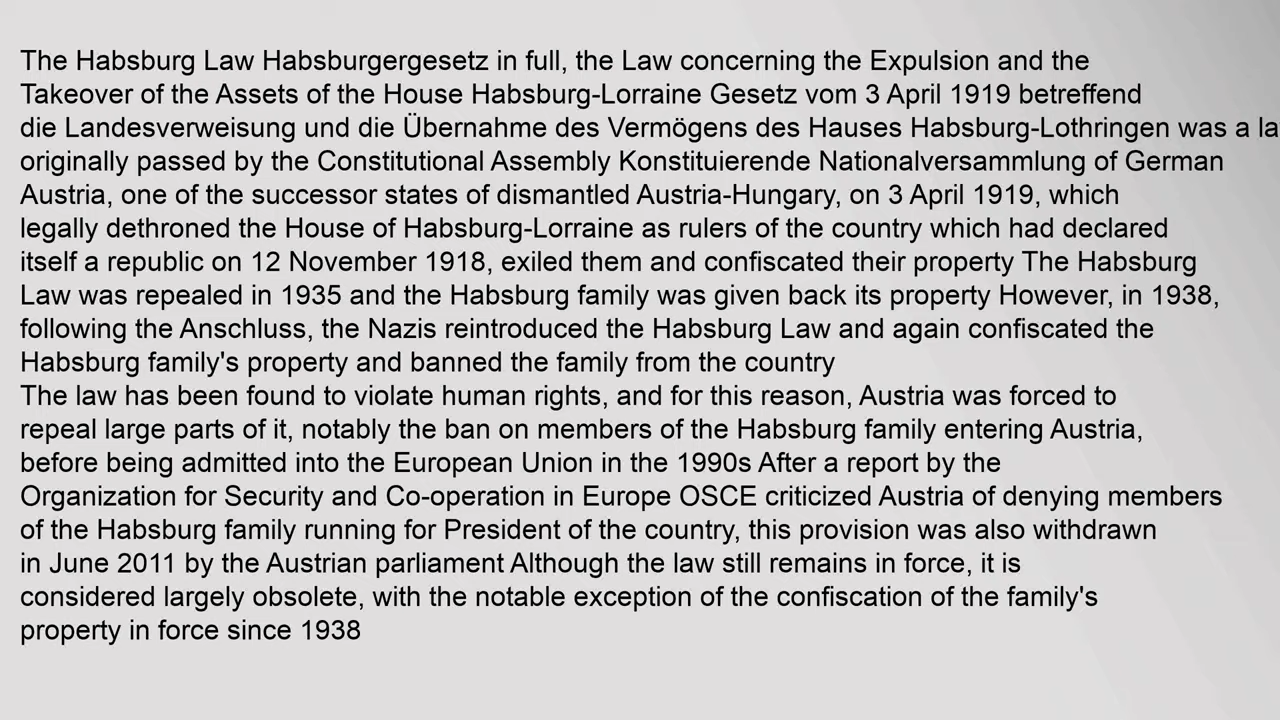 The Habsburg Law Habsburgergesetz in full, the Law concerning the Expulsion and the
Takeover of the Assets of the House Habsburg-Lorraine Gesetz vom 3 April 1919 betreffend
die Landesverweisung und die Übernahme des Vermögens des Hauses Habsburg-Lothringen was a
originally passed by the Constitutional Assembly Konstituierende Nationalversammlung of German
Austria, one of the successor states of dismantled Austria-Hungary, on 3 April 1919, which
legally dethroned the House of Habsburg-Lorraine as rulers of the country which had declared
itself a republic on 12 November 1918, exiled them and confiscated their property The Habsburg
Law was repealed in 1935 and the Habsburg family was given back its property However, in 1938,
following the Anschluss, the Nazis reintroduced the Habsburg Law and again confiscated the
Habsburg family's property and banned the family from the country
The law has been found to violate human rights, and for this reason, Austria was forced to
repeal large parts of it, notably the ban on members of the Habsburg family entering Austria,
before being admitted into the European Union in the 1990s After a report by the
Organization for Security and Co-operation in Europe OSCE criticized Austria of denying members
of the Habsburg family running for President of the country, this provision was also withdrawn
in June 2011 by the Austrian parliament Although the law still remains in force, it is
considered largely obsolete, with the notable exception of the confiscation of the family's
property in force since 1938